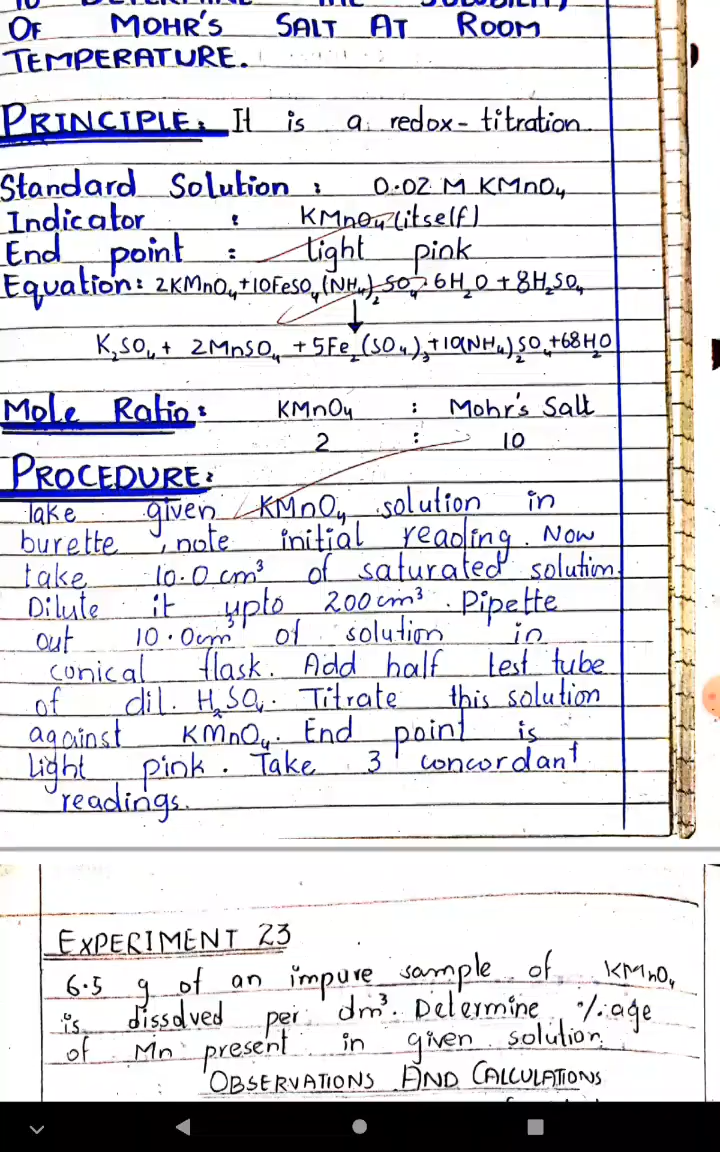 TO DETERMINE THE SOLUBILITY
OF MOHR'S SALT AT ROOM
TEMPERATURE.
PRINCIPLE: It is a redox-titration
Standard Solution : 0.02 M KMnO₄
Indicator : KMnO₄ (itself)
End point : light pink
Equation: 2KMnO₄+10FeSO₄(NH₄)₂SO₄.6H₂O + 8H₂SO₄
↓
K₂SO₄ + 2MnSO₄ + 5Fe₂(SO₄)₃+10(NH₄)₂SO₄+68H₂O
Mole Ratio: KMnO₄ : Mohr's Salt
2 : 10
PROCEDURE:
Take given KMnO₄ solution in
burette , note initial reading. Now
take 10.0 cm³ of saturated solution.
Dilute it upto 200cm³. Pipette
out 10.0cm³ of solution in
conical flask. Add half test tube
of dil. H₂SO₄. Titrate this solution
against KMnO₄. End point is
light pink. Take 3 concordant
readings.
EXPERIMENT 23
6.5 g of an impure sample of KMnO₄
is dissolved per dm³. Determine %age
of Mn present in given solution.
OBSERVATIONS AND CALCULATIONS